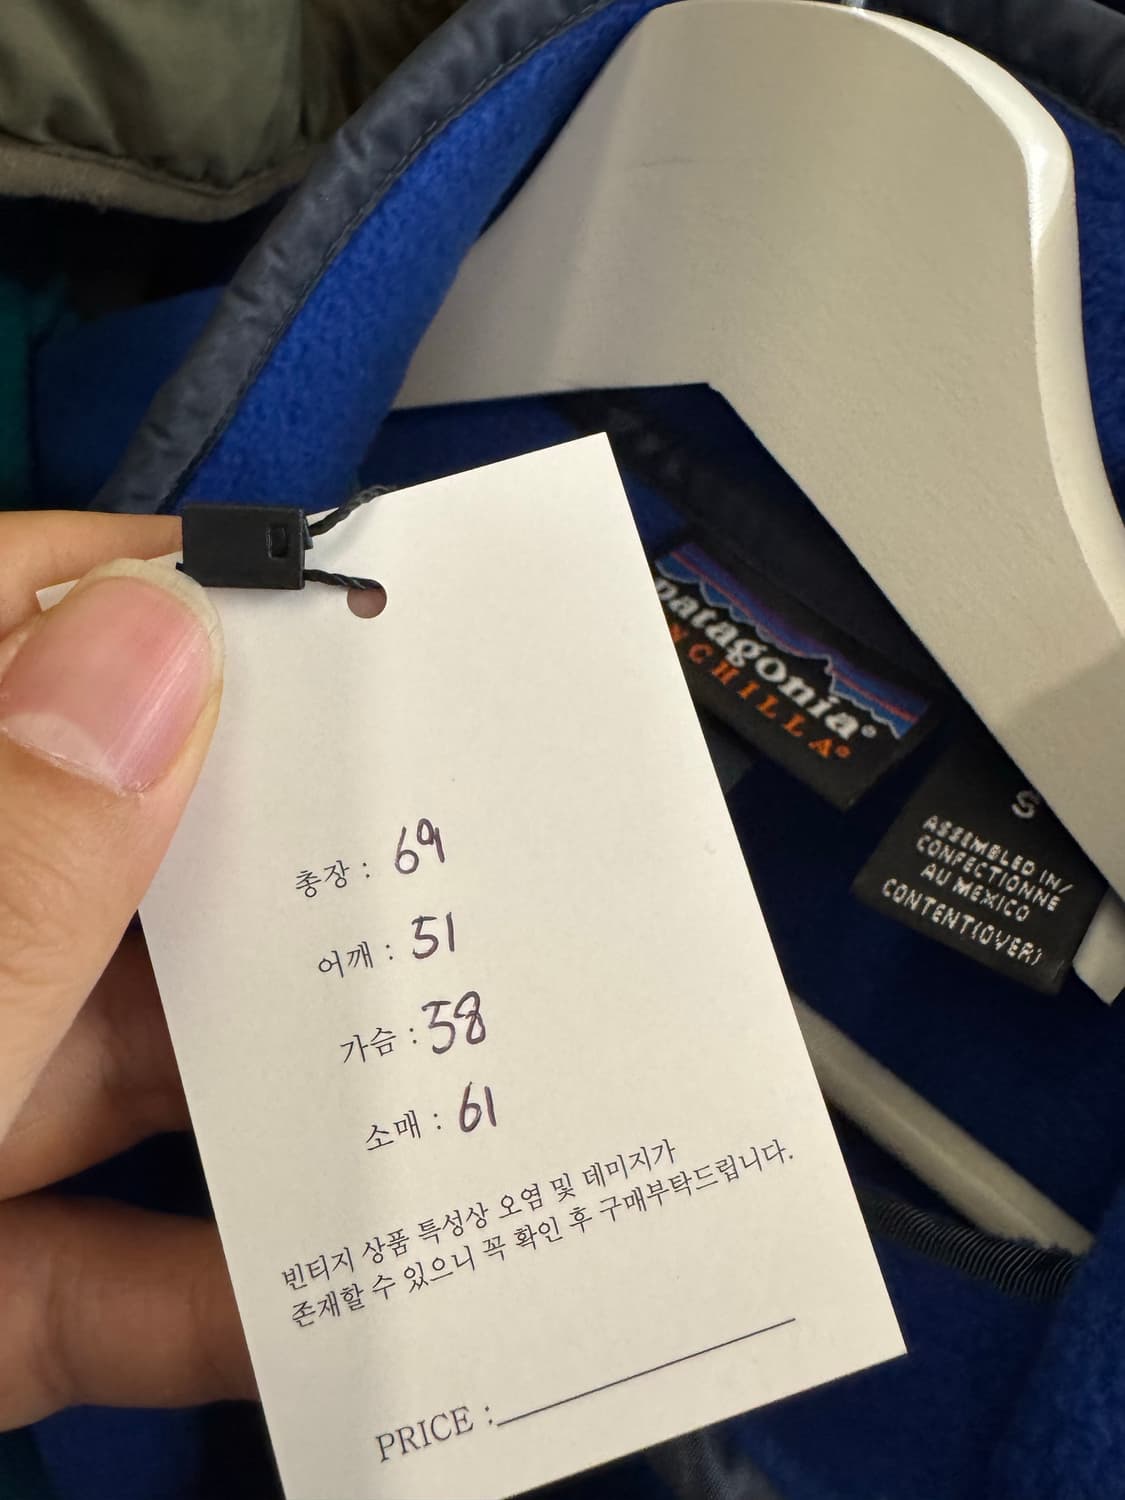 총장 : 69
어깨 : 51
가슴 : 58
소매 : 61
빈티지 상품 특성상 오염 및 데미지가
존재할 수 있으니 꼭 확인 후 구매부탁드립니다.
PRICE :
patagonia®
NCHILLA®
S
ASSEMBLED IN/
CONFECTIONNE
AU MEXICO
CONTENT(OVER)